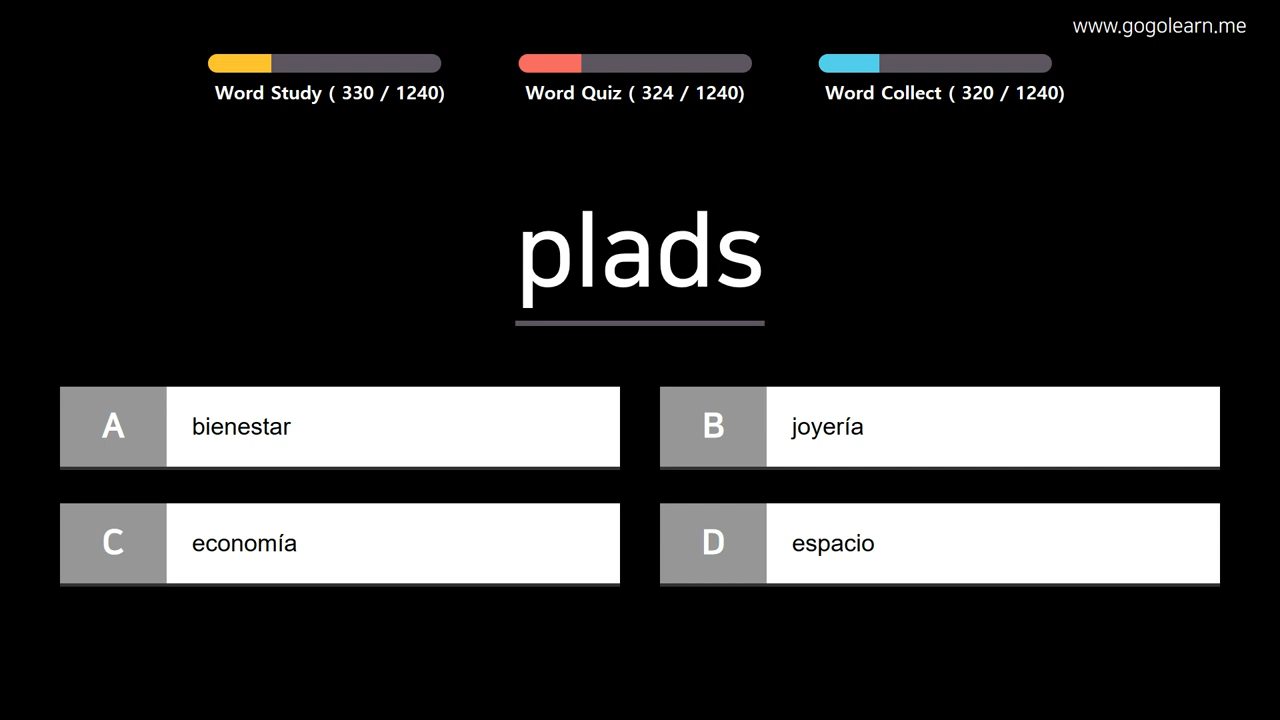 www.gogolearn.me
Word Study ( 330 / 1240)
Word Quiz ( 324 / 1240)
Word Collect ( 320 / 1240)
plads
A bienestar
B joyería
C economía
D espacio